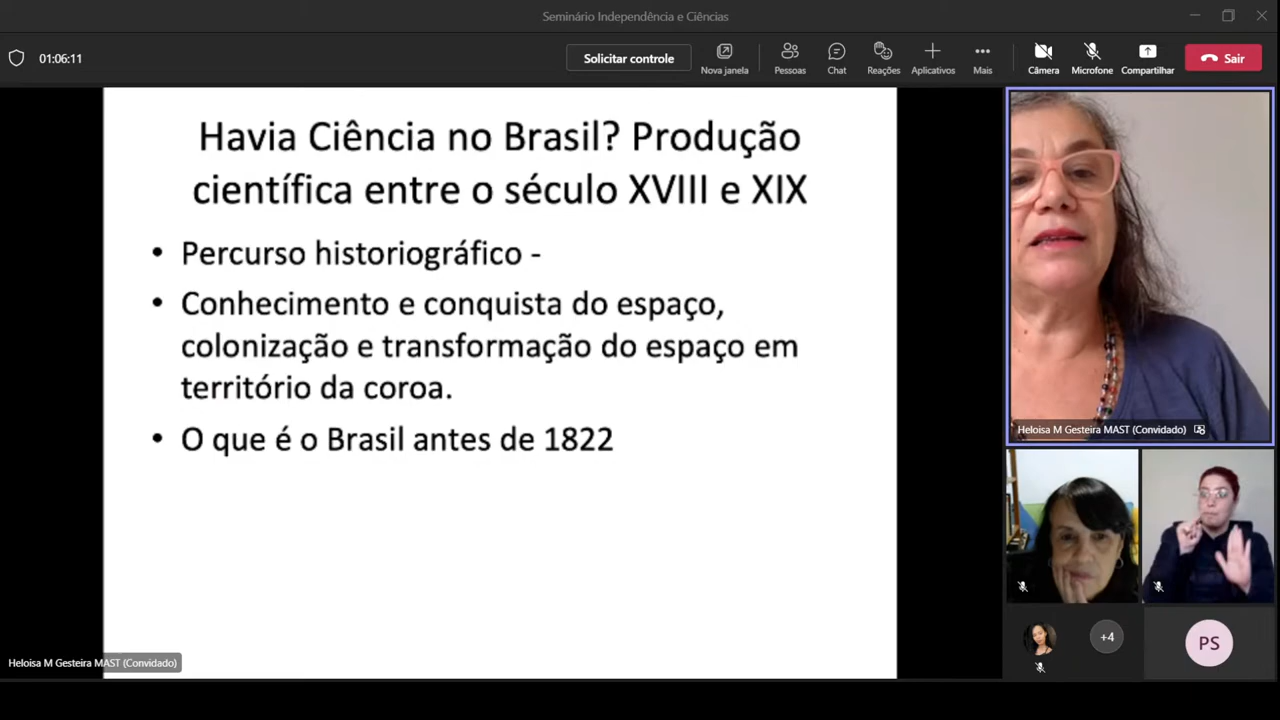 Seminário Independência e Ciências
01:06:11
Solicitar controle
Nova janela
Pessoas
Chat
Reações
Aplicativos
Mais
Câmera
Microfone
Compartilhar
Sair
Havia Ciência no Brasil? Produção
científica entre o século XVIII e XIX
• Percurso historiográfico -
• Conhecimento e conquista do espaço,
colonização e transformação do espaço em
território da coroa.
• O que é o Brasil antes de 1822
Heloisa M Gesteira MAST (Convidado)
+4
PS
Heloisa M Gesteira MAST (Convidado)